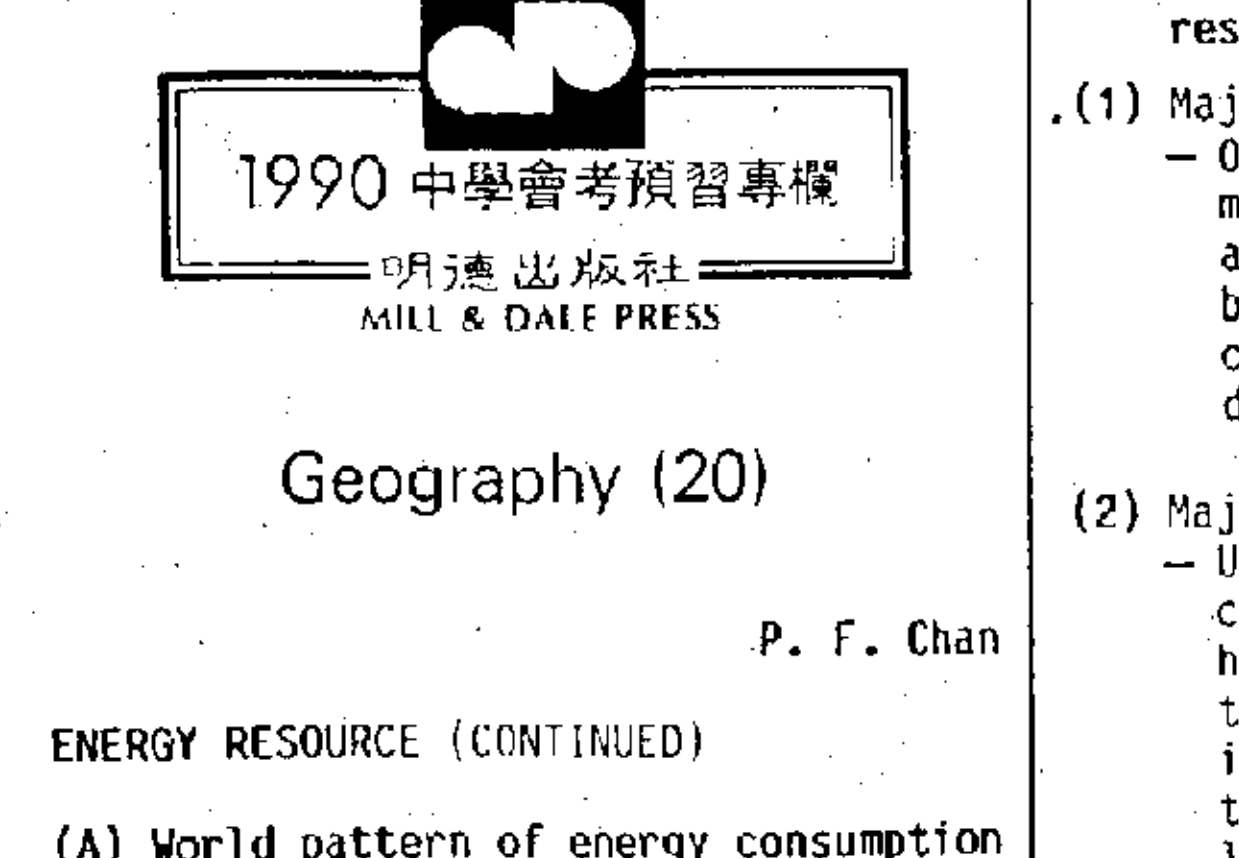 1990 中學會考預習專欄
明德出版社
MILL & DALE PRESS
Geography (20)
P. F. Chan
ENERGY RESOURCE (CONTINUED)
(A) World pattern of energy consumption
res
(1) Maj
— O
m
a
b
c
d
(2) Maj
— U
c
h
t
i
t